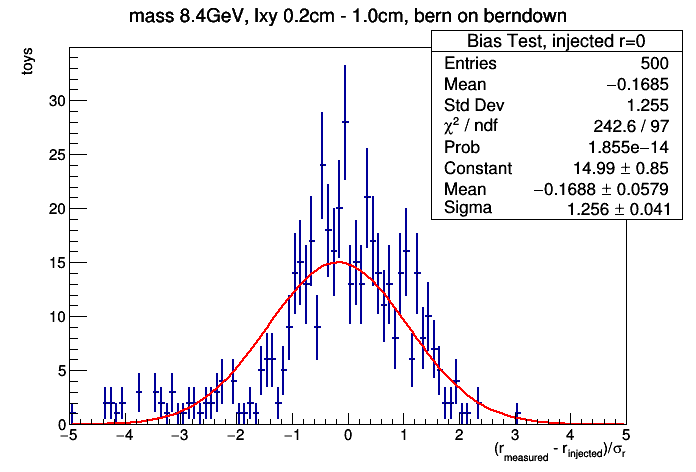 mass 8.4GeV, lxy 0.2cm - 1.0cm, bern on berndown
toys
Bias Test, injected r=0
Entries 500
Mean −0.1685
Std Dev 1.255
χ² / ndf 242.6 / 97
Prob 1.855e−14
Constant 14.99 ± 0.85
Mean −0.1688 ± 0.0579
Sigma 1.256 ± 0.041
30
25
20
15
10
5
0
−5 −4 −3 −2 −1 0 1 2 3 4 5
(r_measured - r_injected)/σ_r